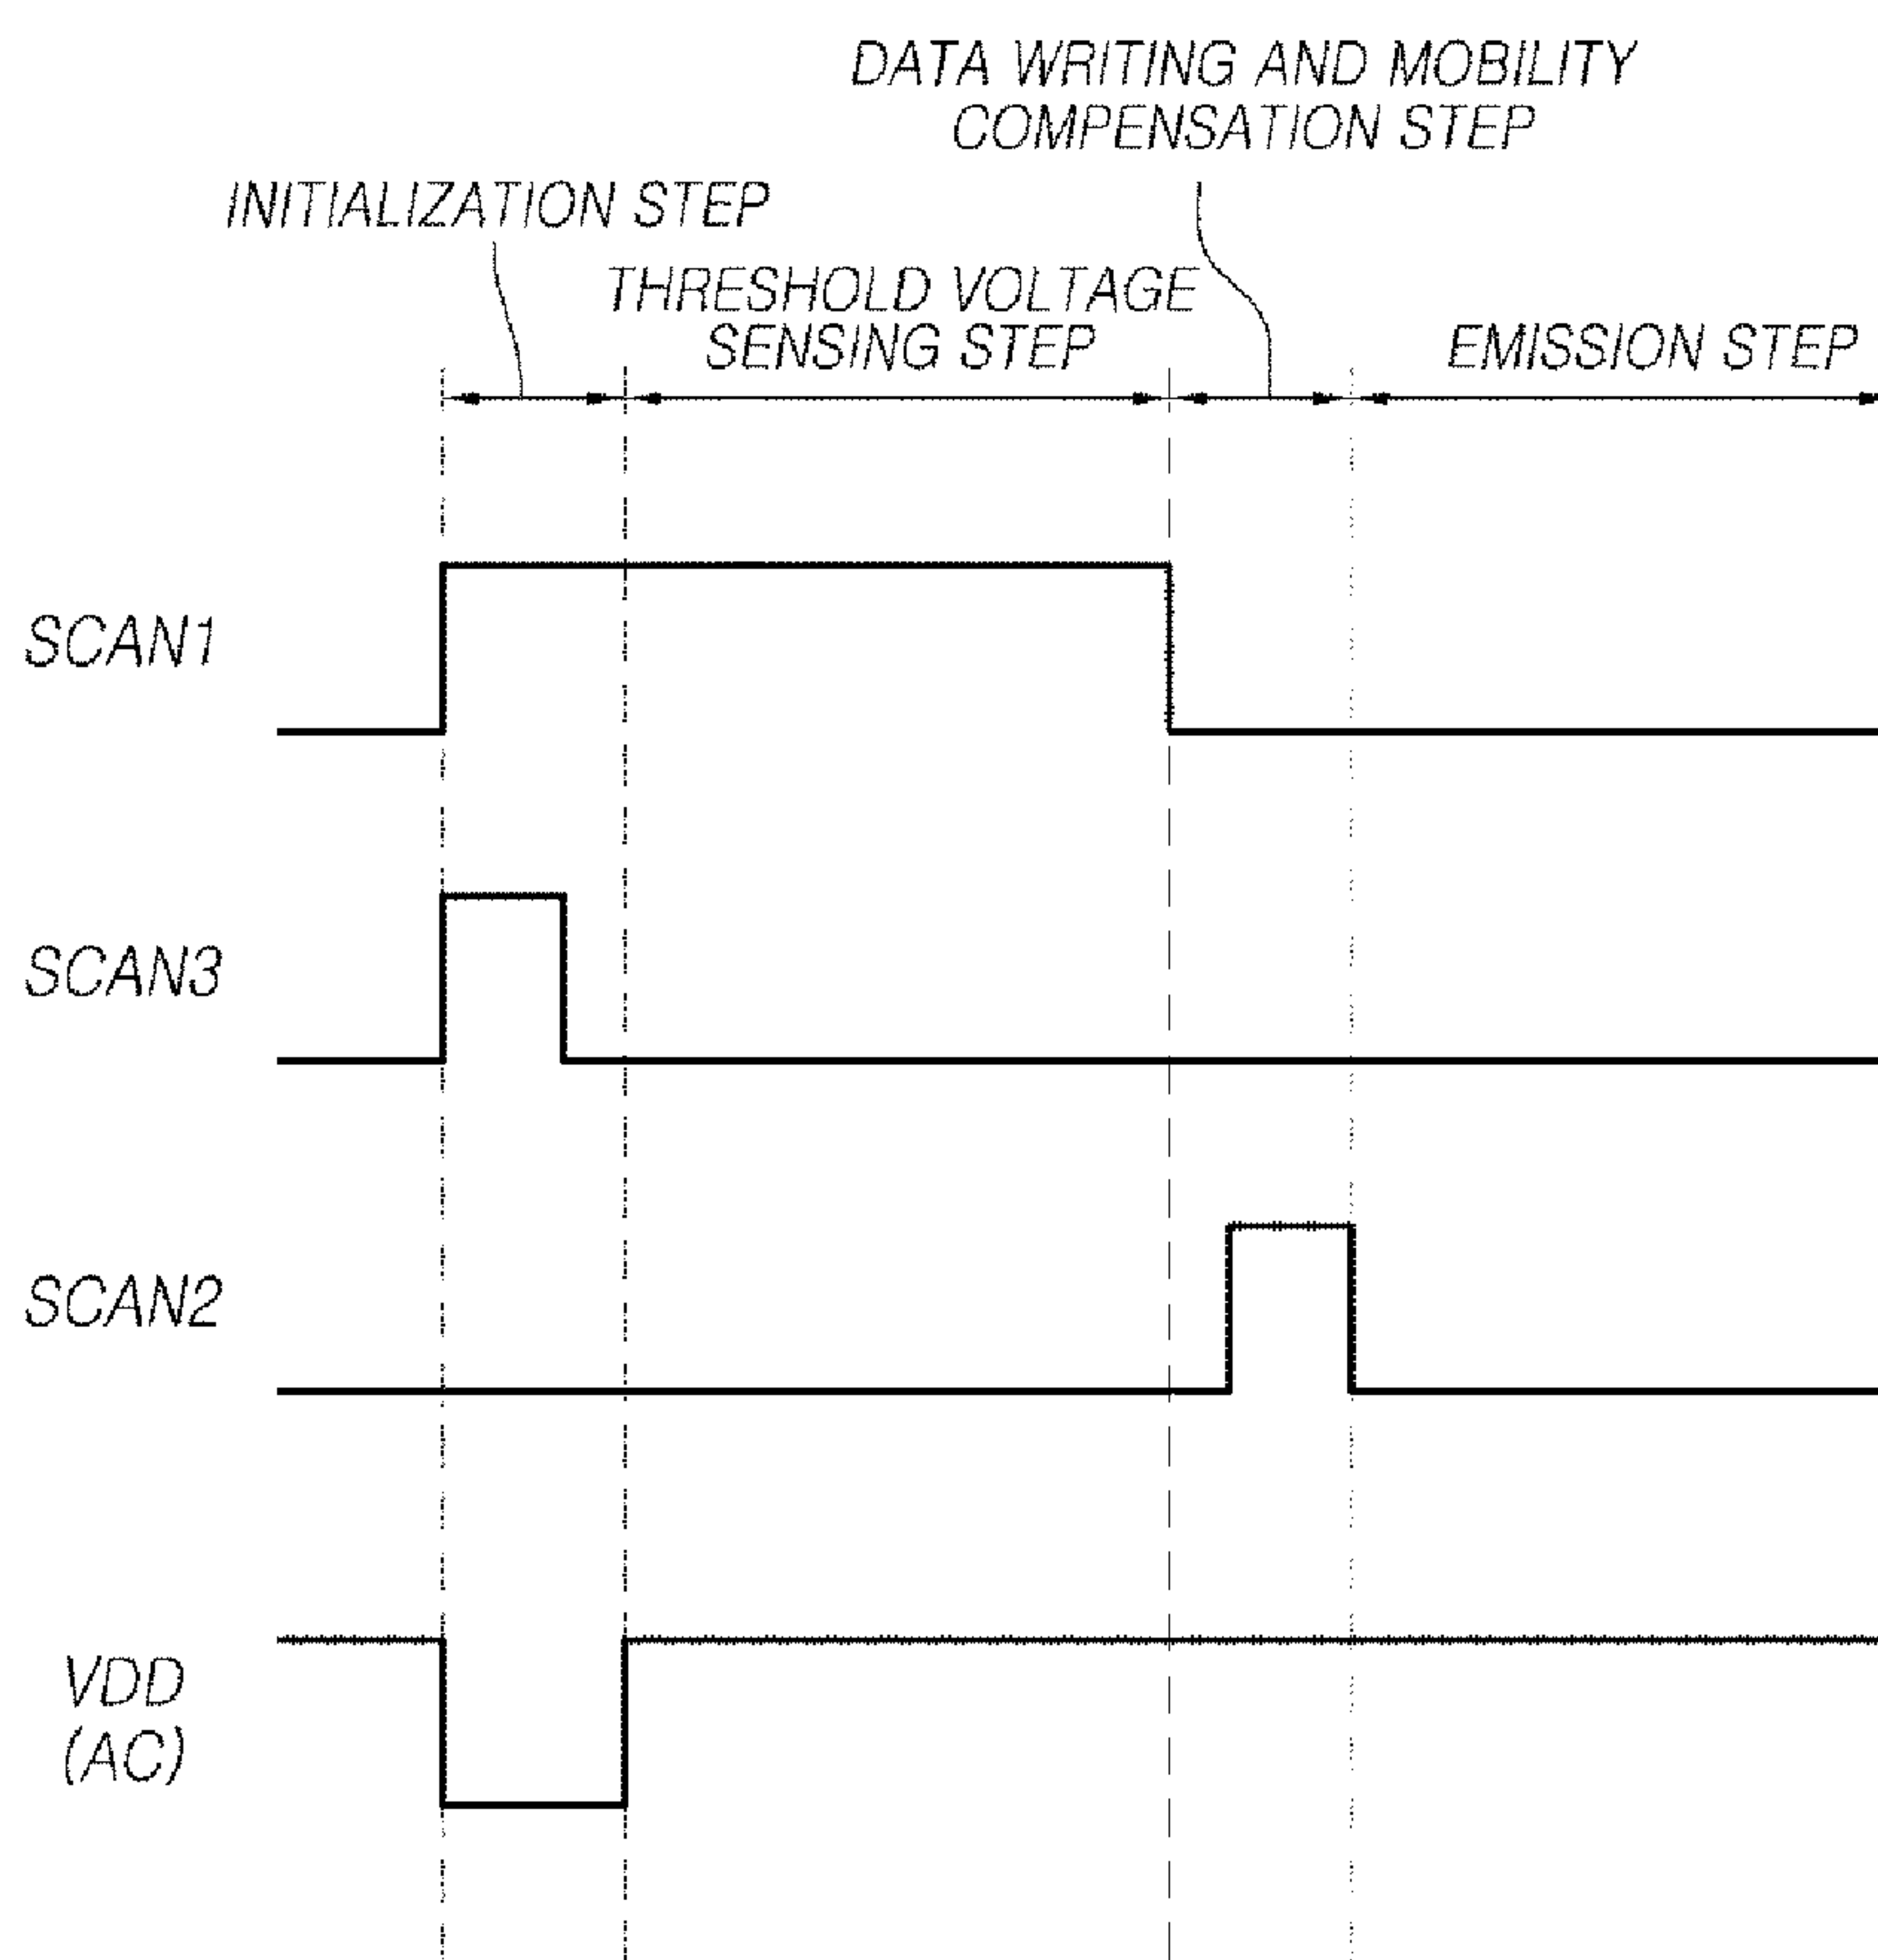 DATA WRITING AND MOBILITY
COMPENSATION STEP
INITIALIZATION STEP
THRESHOLD VOLTAGE
SENSING STEP
EMISSION STEP
SCAN1
SCAN3
SCAN2
VDD
(AC)